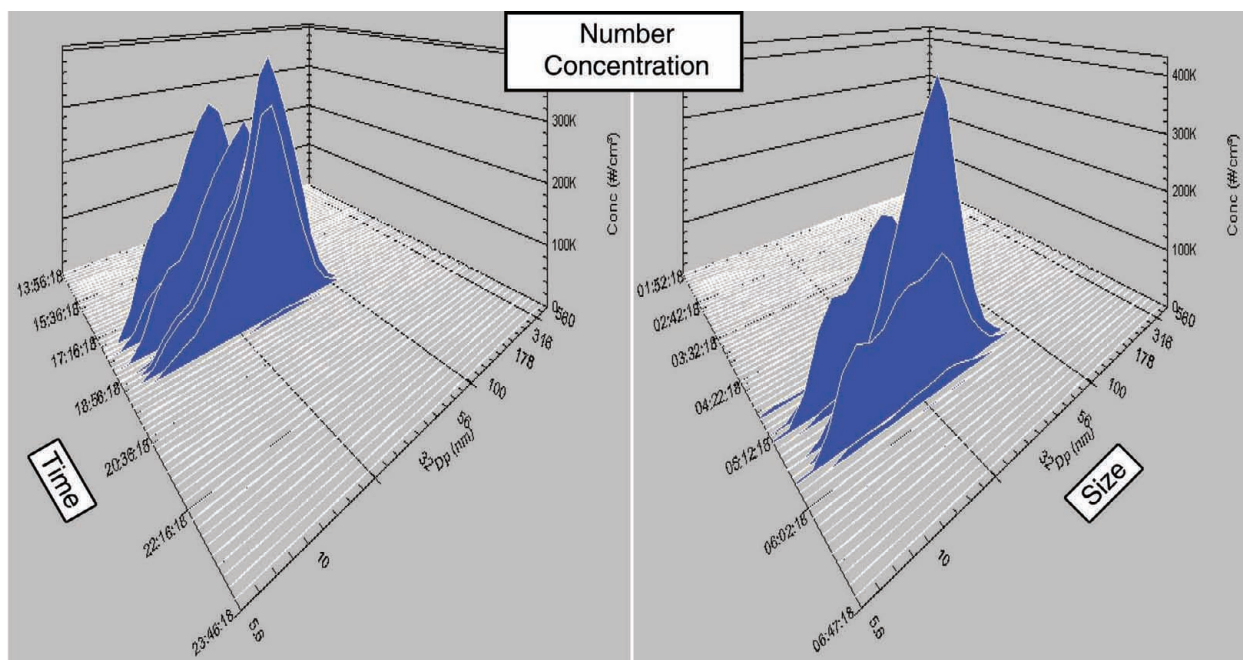 Number
Concentration
300K
200K
100K
0
Conc (#/cm³)
13:56:18
15:36:18
17:16:18
18:56:18
20:36:18
22:16:18
23:46:18
5.6
10
32
56
100
178
316
560
Dp (nm)
Time
400K
300K
200K
100K
0
Conc (#/cm³)
01:52:18
02:42:18
03:32:18
04:22:18
05:12:18
06:02:18
06:47:18
5.6
10
32
56
100
178
316
560
Dp (nm)
Size